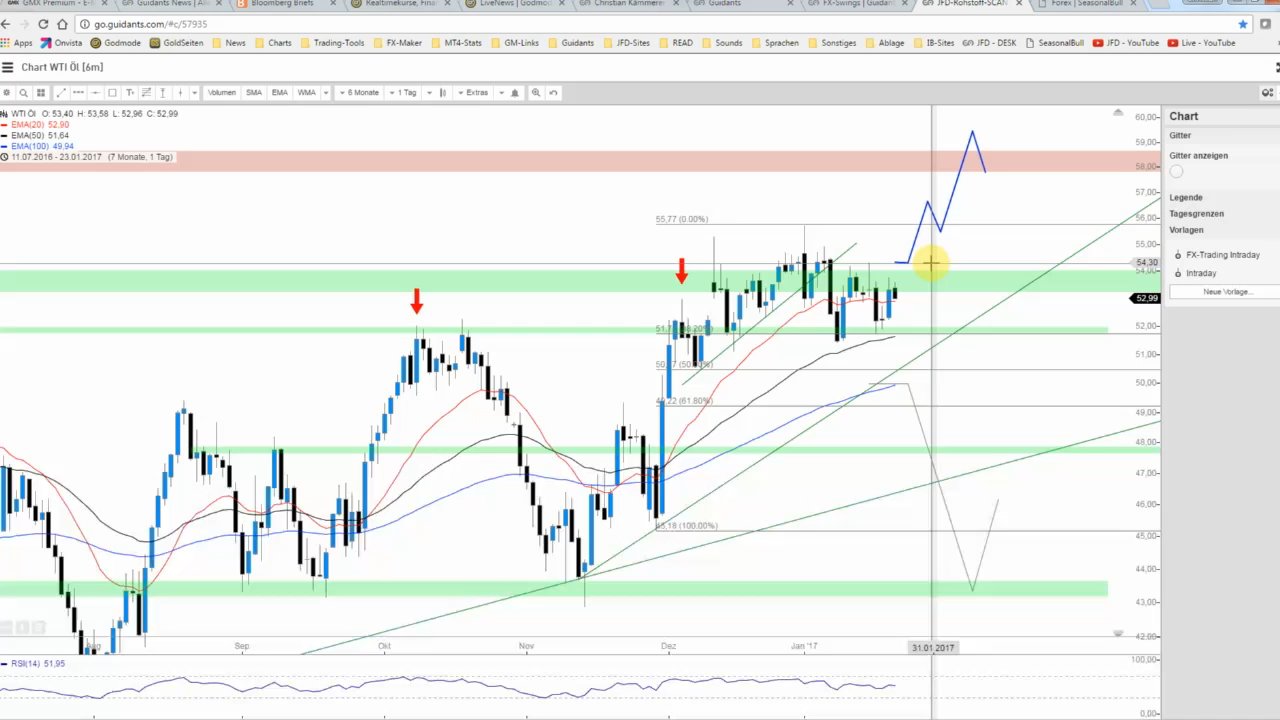 GMX Premium - E-M
Guidants News | All
Bloomberg Briefs
Realtimekurse, Finan
LiveNews | Godmod
Christian Kämmerer
Guidants
FX-Swings | Guidant
JFD-Rohstoff-SCAN
Forex | SeasonalBull
go.guidants.com/#c/57935
Apps Onvista Godmode GoldSeiten News Charts Trading-Tools FX-Maker MT4-Stats GM-Links Guidants JFD-Sites READ Sounds Sprachen Sonstiges Ablage IB-Sites JFD - DESK SeasonalBull JFD - YouTube Live - YouTube
Chart WTI Öl [6m]
Volumen SMA EMA WMA 6 Monate 1 Tag Extras
WTI Öl O: 53,40 H: 53,58 L: 52,96 C: 52,99
EMA(20) 52,90
EMA(50) 51,64
EMA(100) 49,94
11.07.2016 - 23.01.2017 (7 Monate, 1 Tag)
55,77 (0.00%)
49,22 (61.80%)
45,18 (100,00%)
60,00
59,00
58,00
57,00
56,00
55,00
54,30
54,00
52,99
52,00
51,00
50,00
49,00
48,00
47,00
46,00
45,00
44,00
43,00
42,00
Sep Okt Nov Dez Jan '17 31.01.2017
RSI(14) 51,95
100,00
0,00
Chart
Gitter
Gitter anzeigen
Legende
Tagesgrenzen
Vorlagen
FX-Trading Intraday
Intraday
Neue Vorlage...